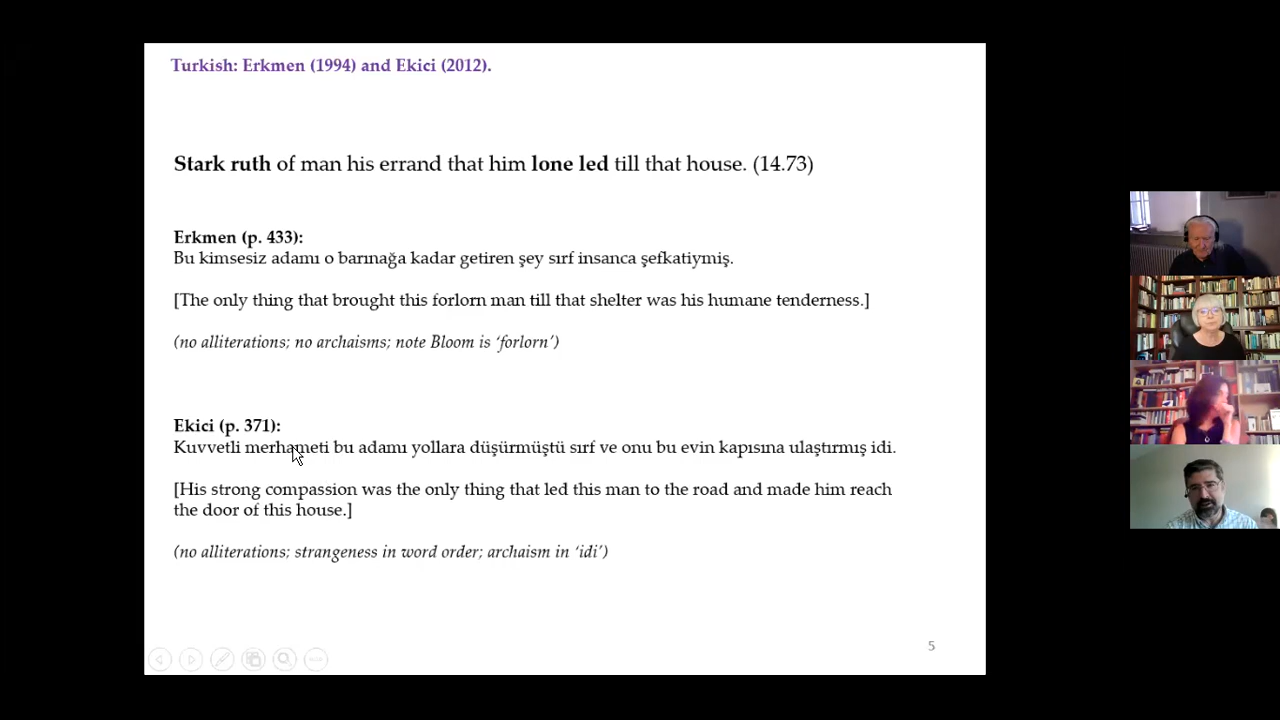 Turkish: Erkmen (1994) and Ekici (2012).
Stark ruth of man his errand that him lone led till that house. (14.73)
Erkmen (p. 433):
Bu kimsesiz adamı o barınağa kadar getiren şey sırf insanca şefkatiymiş.
[The only thing that brought this forlorn man till that shelter was his humane tenderness.]
(no alliterations; no archaisms; note Bloom is ‘forlorn’)
Ekici (p. 371):
Kuvvetli merhameti bu adamı yollara düşürmüştü sırf ve onu bu evin kapısına ulaştırmış idi.
[His strong compassion was the only thing that led this man to the road and made him reach
the door of this house.]
(no alliterations; strangeness in word order; archaism in ‘idi’)
5